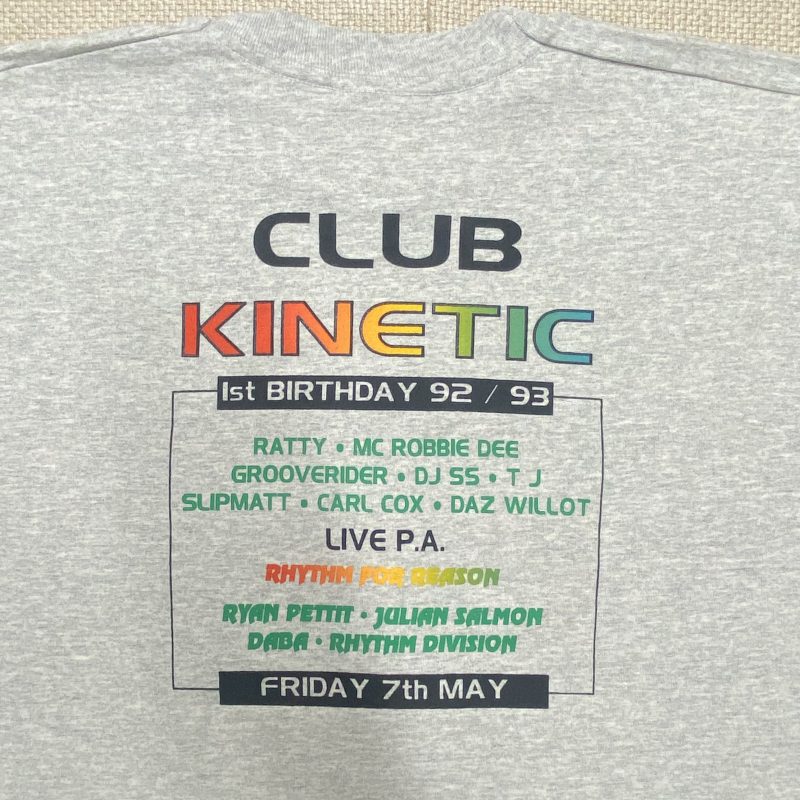 CLUB
KINETIC
1st BIRTHDAY 92 / 93
RATTY • MC ROBBIE DEE
GROOVERIDER • DJ SS • T J
SLIPMATT • CARL COX • DAZ WILLOT
LIVE P.A.
RHYTHM FOR REASON
RYAN PETTIT • JULIAN SALMON
DABA • RHYTHM DIVISION
FRIDAY 7th MAY